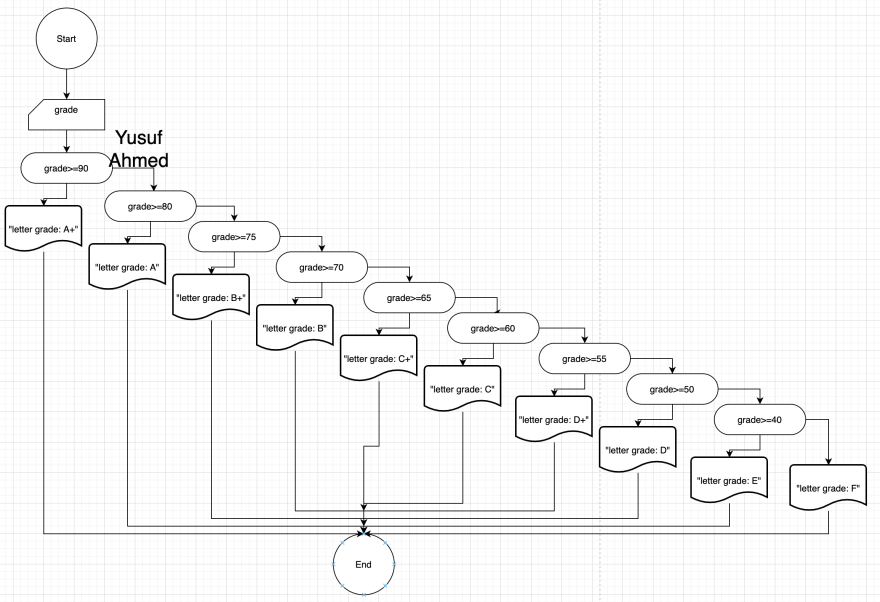 Start
grade
Yusuf
Ahmed
grade>=90
"letter grade: A+"
grade>=80
"letter grade: A"
grade>=75
"letter grade: B+"
grade>=70
"letter grade: B"
grade>=65
"letter grade: C+"
grade>=60
"letter grade: C"
grade>=55
"letter grade: D+"
grade>=50
"letter grade: D"
grade>=40
"letter grade: E"
"letter grade: F"
End